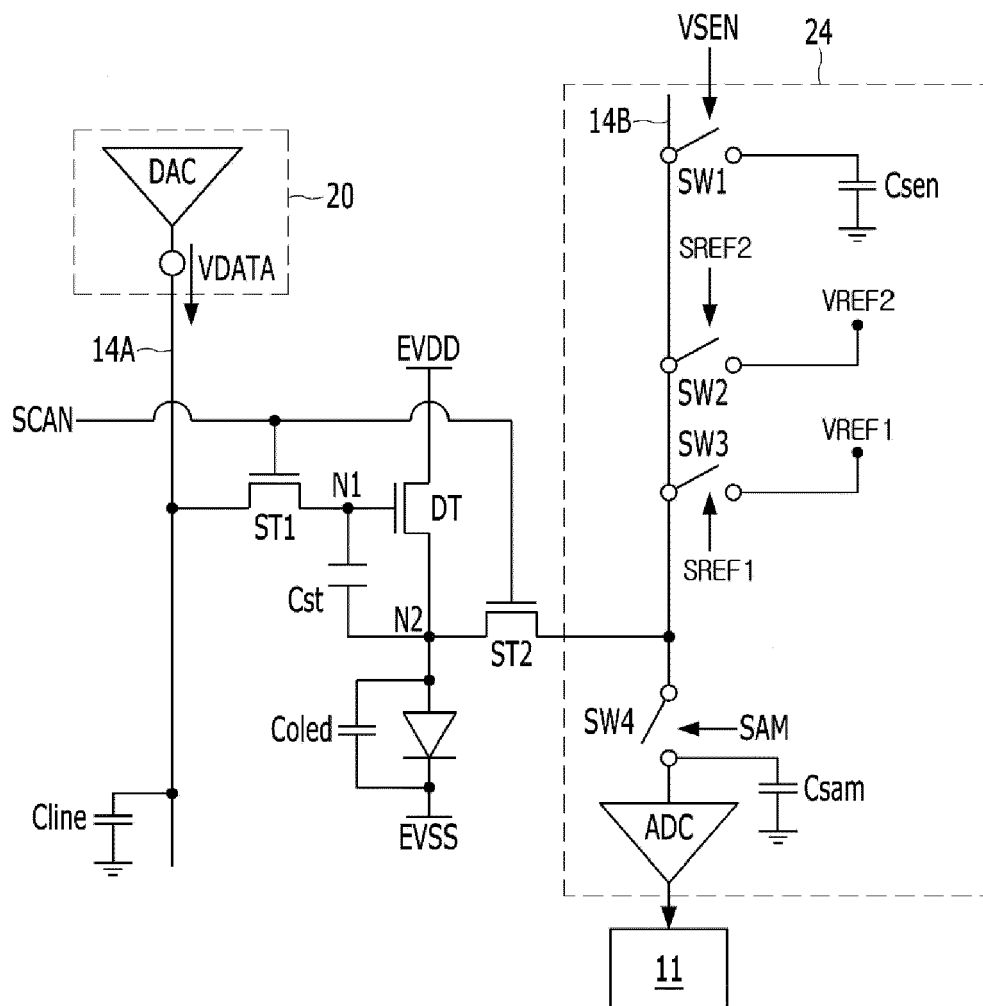 VSEN
24
14B
DAC
20
SW1
Csen
VDATA
SREF2
VREF2
14A
EVDD
SW2
SCAN
SW3
VREF1
N1
DT
ST1
SREF1
Cst
N2
ST2
Coled
SW4
SAM
Cline
Csam
EVSS
ADC
11